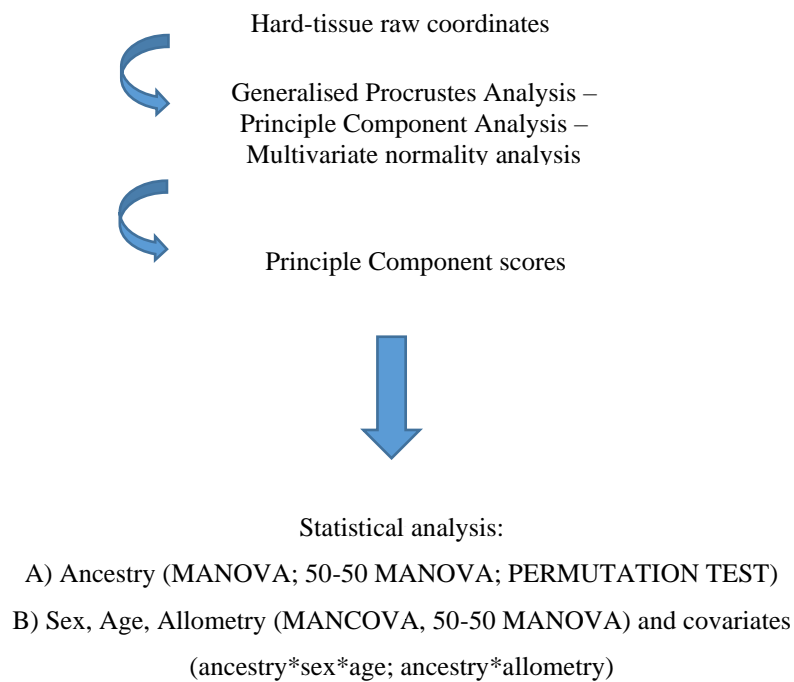 Hard-tissue raw coordinates
Generalised Procrustes Analysis –
Principle Component Analysis –
Multivariate normality analysis
Principle Component scores
Statistical analysis:
A) Ancestry (MANOVA; 50-50 MANOVA; PERMUTATION TEST)
B) Sex, Age, Allometry (MANCOVA, 50-50 MANOVA) and covariates
(ancestry*sex*age; ancestry*allometry)